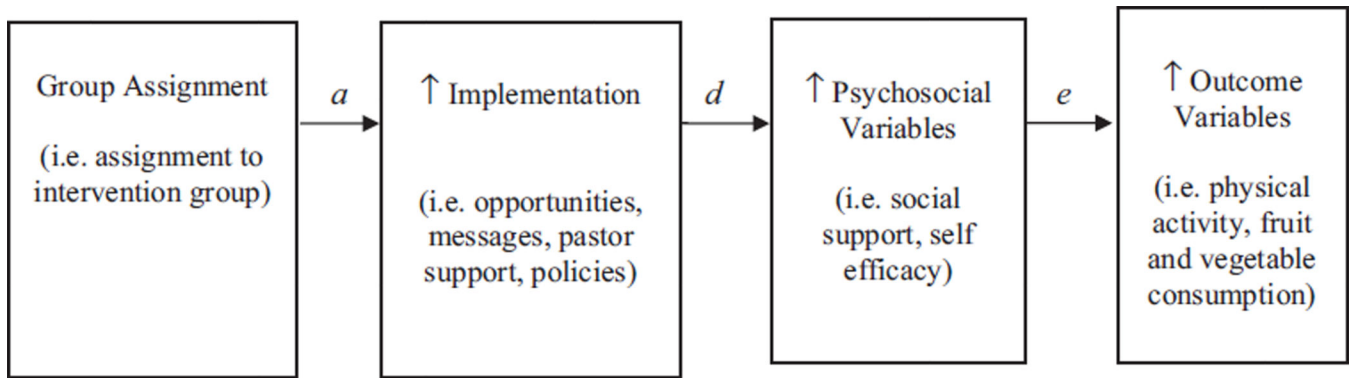 Group Assignment
(i.e. assignment to
intervention group)
a
↑ Implementation
(i.e. opportunities,
messages, pastor
support, policies)
d
↑ Psychosocial
Variables
(i.e. social
support, self
efficacy)
e
↑ Outcome
Variables
(i.e. physical
activity, fruit
and vegetable
consumption)